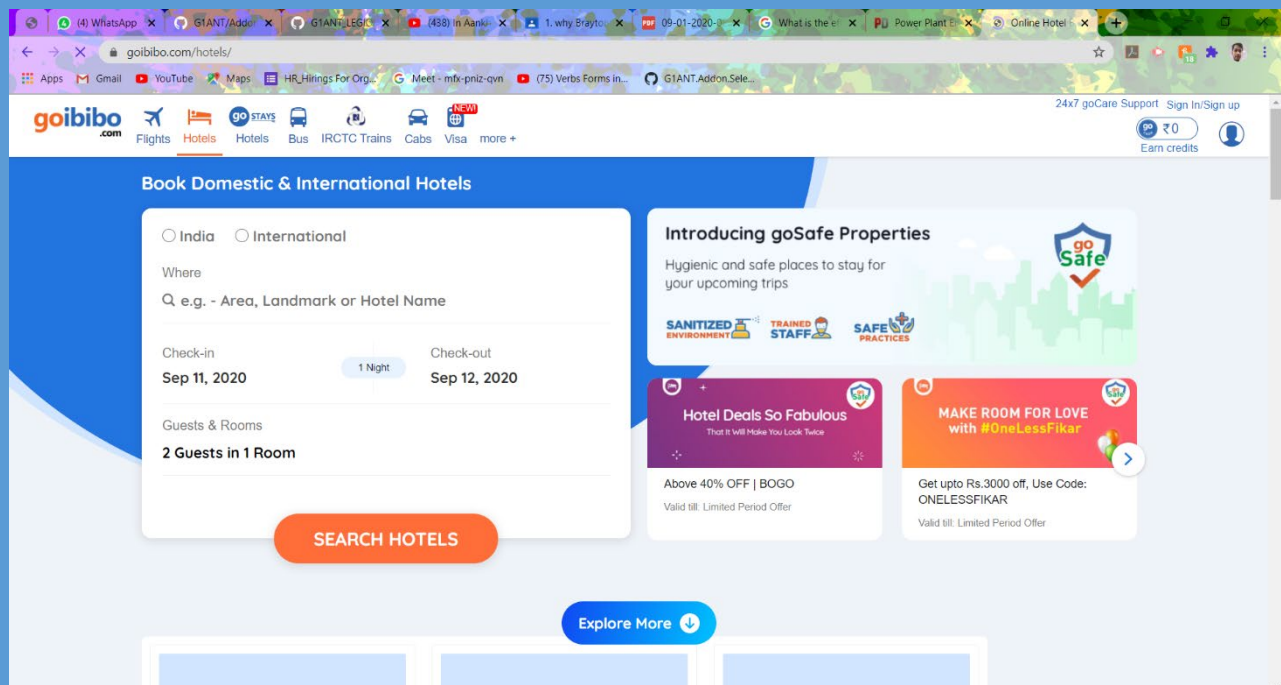 (4) WhatsApp
G1ANT/Addo
G1ANT_LEGI
(438) In Aank
1. why Brayto
09-01-2020-
What is the e
Power Plant E
Online Hotel
goibibo.com/hotels/
Apps
Gmail
YouTube
Maps
HR_Hirings For Org...
Meet - mfx-pniz-qvn
(75) Verbs Forms in...
G1ANT.Addon.Sele...
24x7 goCare Support Sign In/Sign up
goibibo
.com
Flights
Hotels
go STAYS
Hotels
Bus
IRCTC Trains
Cabs
NEW!
Visa
more +
go ₹0
Earn credits
Book Domestic & International Hotels
India
International
Where
e.g. - Area, Landmark or Hotel Name
Check-in
Sep 11, 2020
1 Night
Check-out
Sep 12, 2020
Guests & Rooms
2 Guests in 1 Room
SEARCH HOTELS
Introducing goSafe Properties
Hygienic and safe places to stay for
your upcoming trips
go
Safe
SANITIZED
ENVIRONMENT
TRAINED
STAFF
SAFE
PRACTICES
Hotel Deals So Fabulous
That It Will Make You Look Twice
Above 40% OFF | BOGO
Valid till: Limited Period Offer
MAKE ROOM FOR LOVE
with #OneLessFikar
Get upto Rs.3000 off, Use Code:
ONELESSFIKAR
Valid till: Limited Period Offer
Explore More